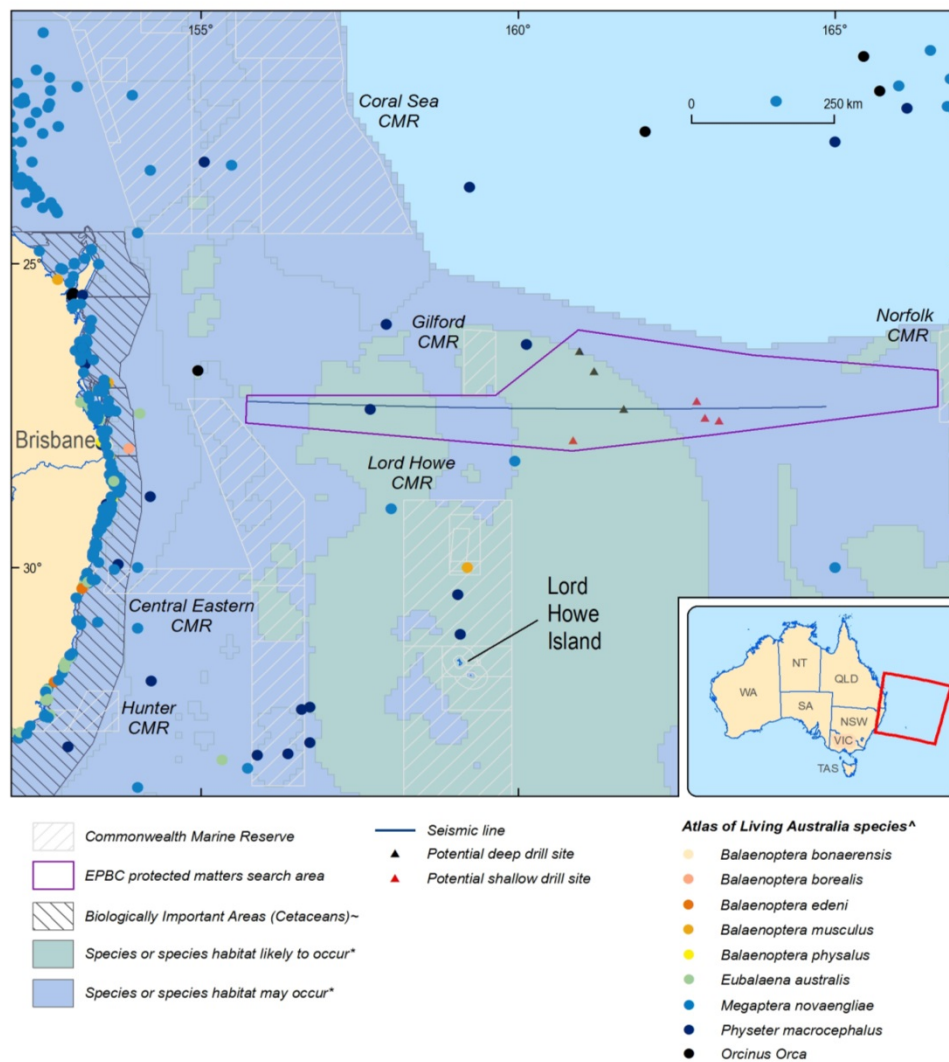 155°
160°
165°
Coral Sea
CMR
0
250 km
25°
Gilford
CMR
Norfolk
CMR
Brisbane
Lord Howe
CMR
30°
Central Eastern
CMR
Lord
Howe
Island
Hunter
CMR
WA
NT
QLD
SA
NSW
VIC
TAS
Commonwealth Marine Reserve
EPBC protected matters search area
Biologically Important Areas (Cetaceans)~
Species or species habitat likely to occur*
Species or species habitat may occur*
Seismic line
Potential deep drill site
Potential shallow drill site
Atlas of Living Australia species^
Balaenoptera bonaerensis
Balaenoptera borealis
Balaenoptera edeni
Balaenoptera musculus
Balaenoptera physalus
Eubalaena australis
Megaptera novaengliae
Physeter macrocephalus
Orcinus Orca